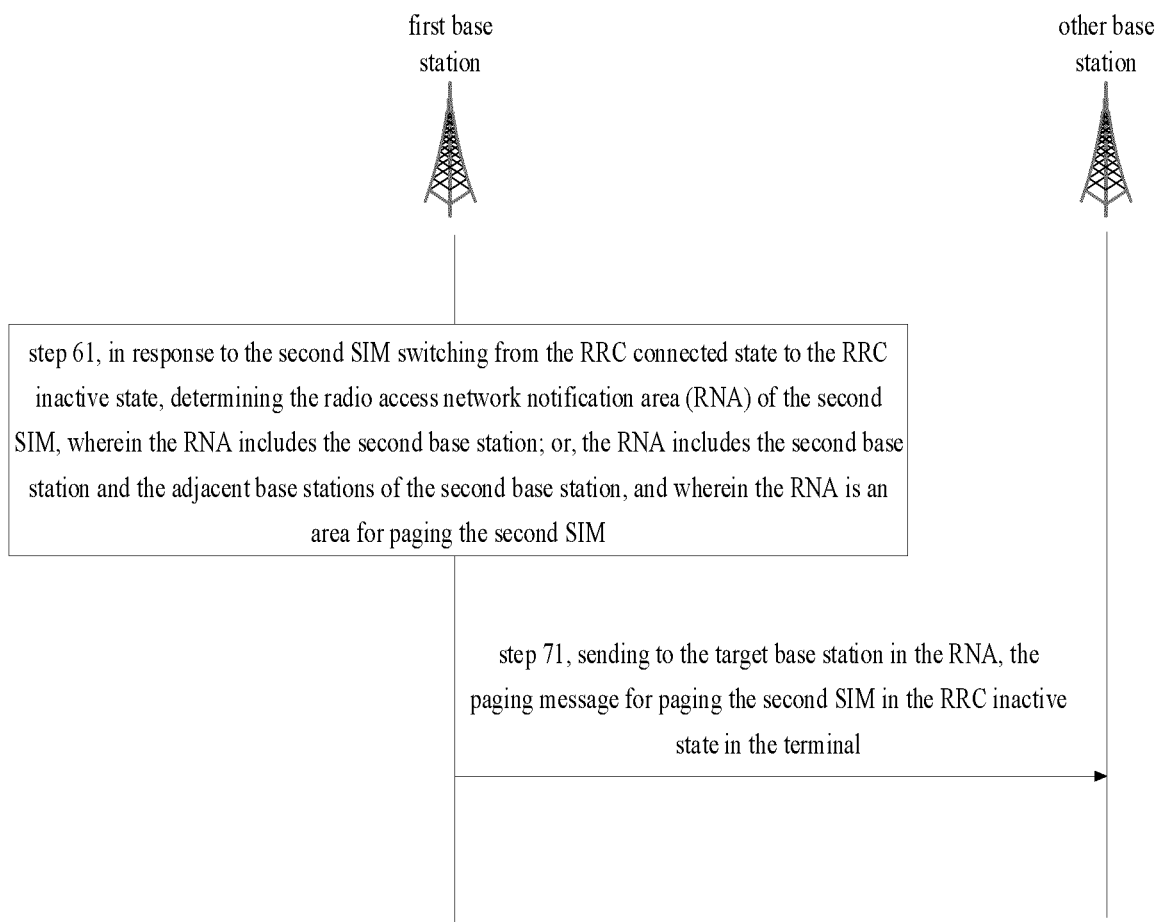 first base
station
other base
station
step 61, in response to the second SIM switching from the RRC connected state to the RRC
inactive state, determining the radio access network notification area (RNA) of the second
SIM, wherein the RNA includes the second base station; or, the RNA includes the second base
station and the adjacent base stations of the second base station, and wherein the RNA is an
area for paging the second SIM
step 71, sending to the target base station in the RNA, the
paging message for paging the second SIM in the RRC inactive
state in the terminal